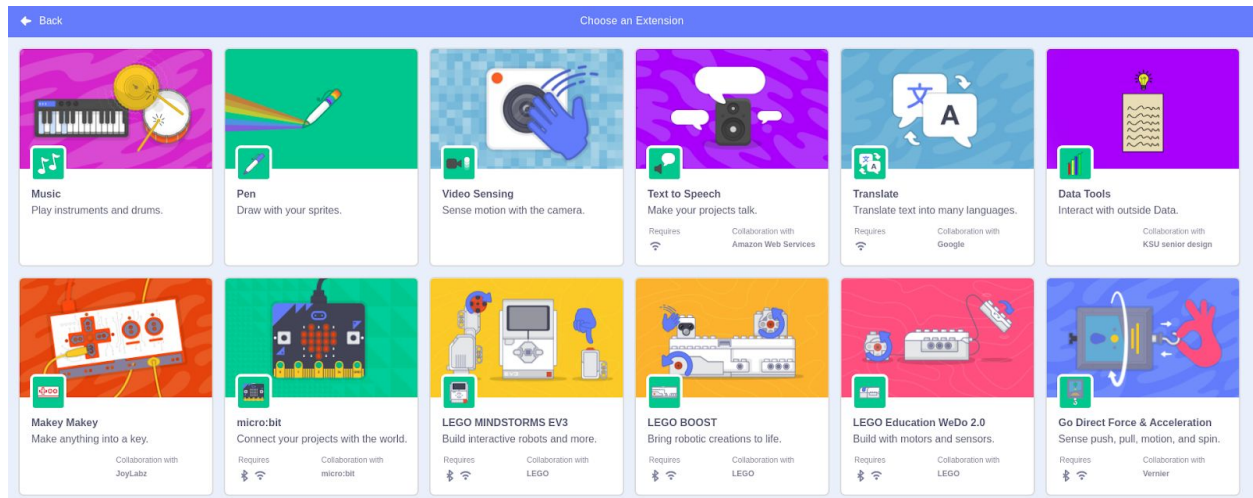 Back
Choose an Extension
Music
Play instruments and drums.
Pen
Draw with your sprites.
Video Sensing
Sense motion with the camera.
Text to Speech
Make your projects talk.
Requires
Collaboration with
Amazon Web Services
文
A
Translate
Translate text into many languages.
Requires
Collaboration with
Google
Data Tools
Interact with outside Data.
Collaboration with
KSU senior design
Makey Makey
Make anything into a key.
Collaboration with
JoyLabz
micro:bit
Connect your projects with the world.
Requires
Collaboration with
micro:bit
LEGO MINDSTORMS EV3
Build interactive robots and more.
Requires
Collaboration with
LEGO
LEGO BOOST
Bring robotic creations to life.
Requires
Collaboration with
LEGO
LEGO Education WeDo 2.0
Build with motors and sensors.
Requires
Collaboration with
LEGO
Go Direct Force & Acceleration
Sense push, pull, motion, and spin.
Requires
Collaboration with
Vernier